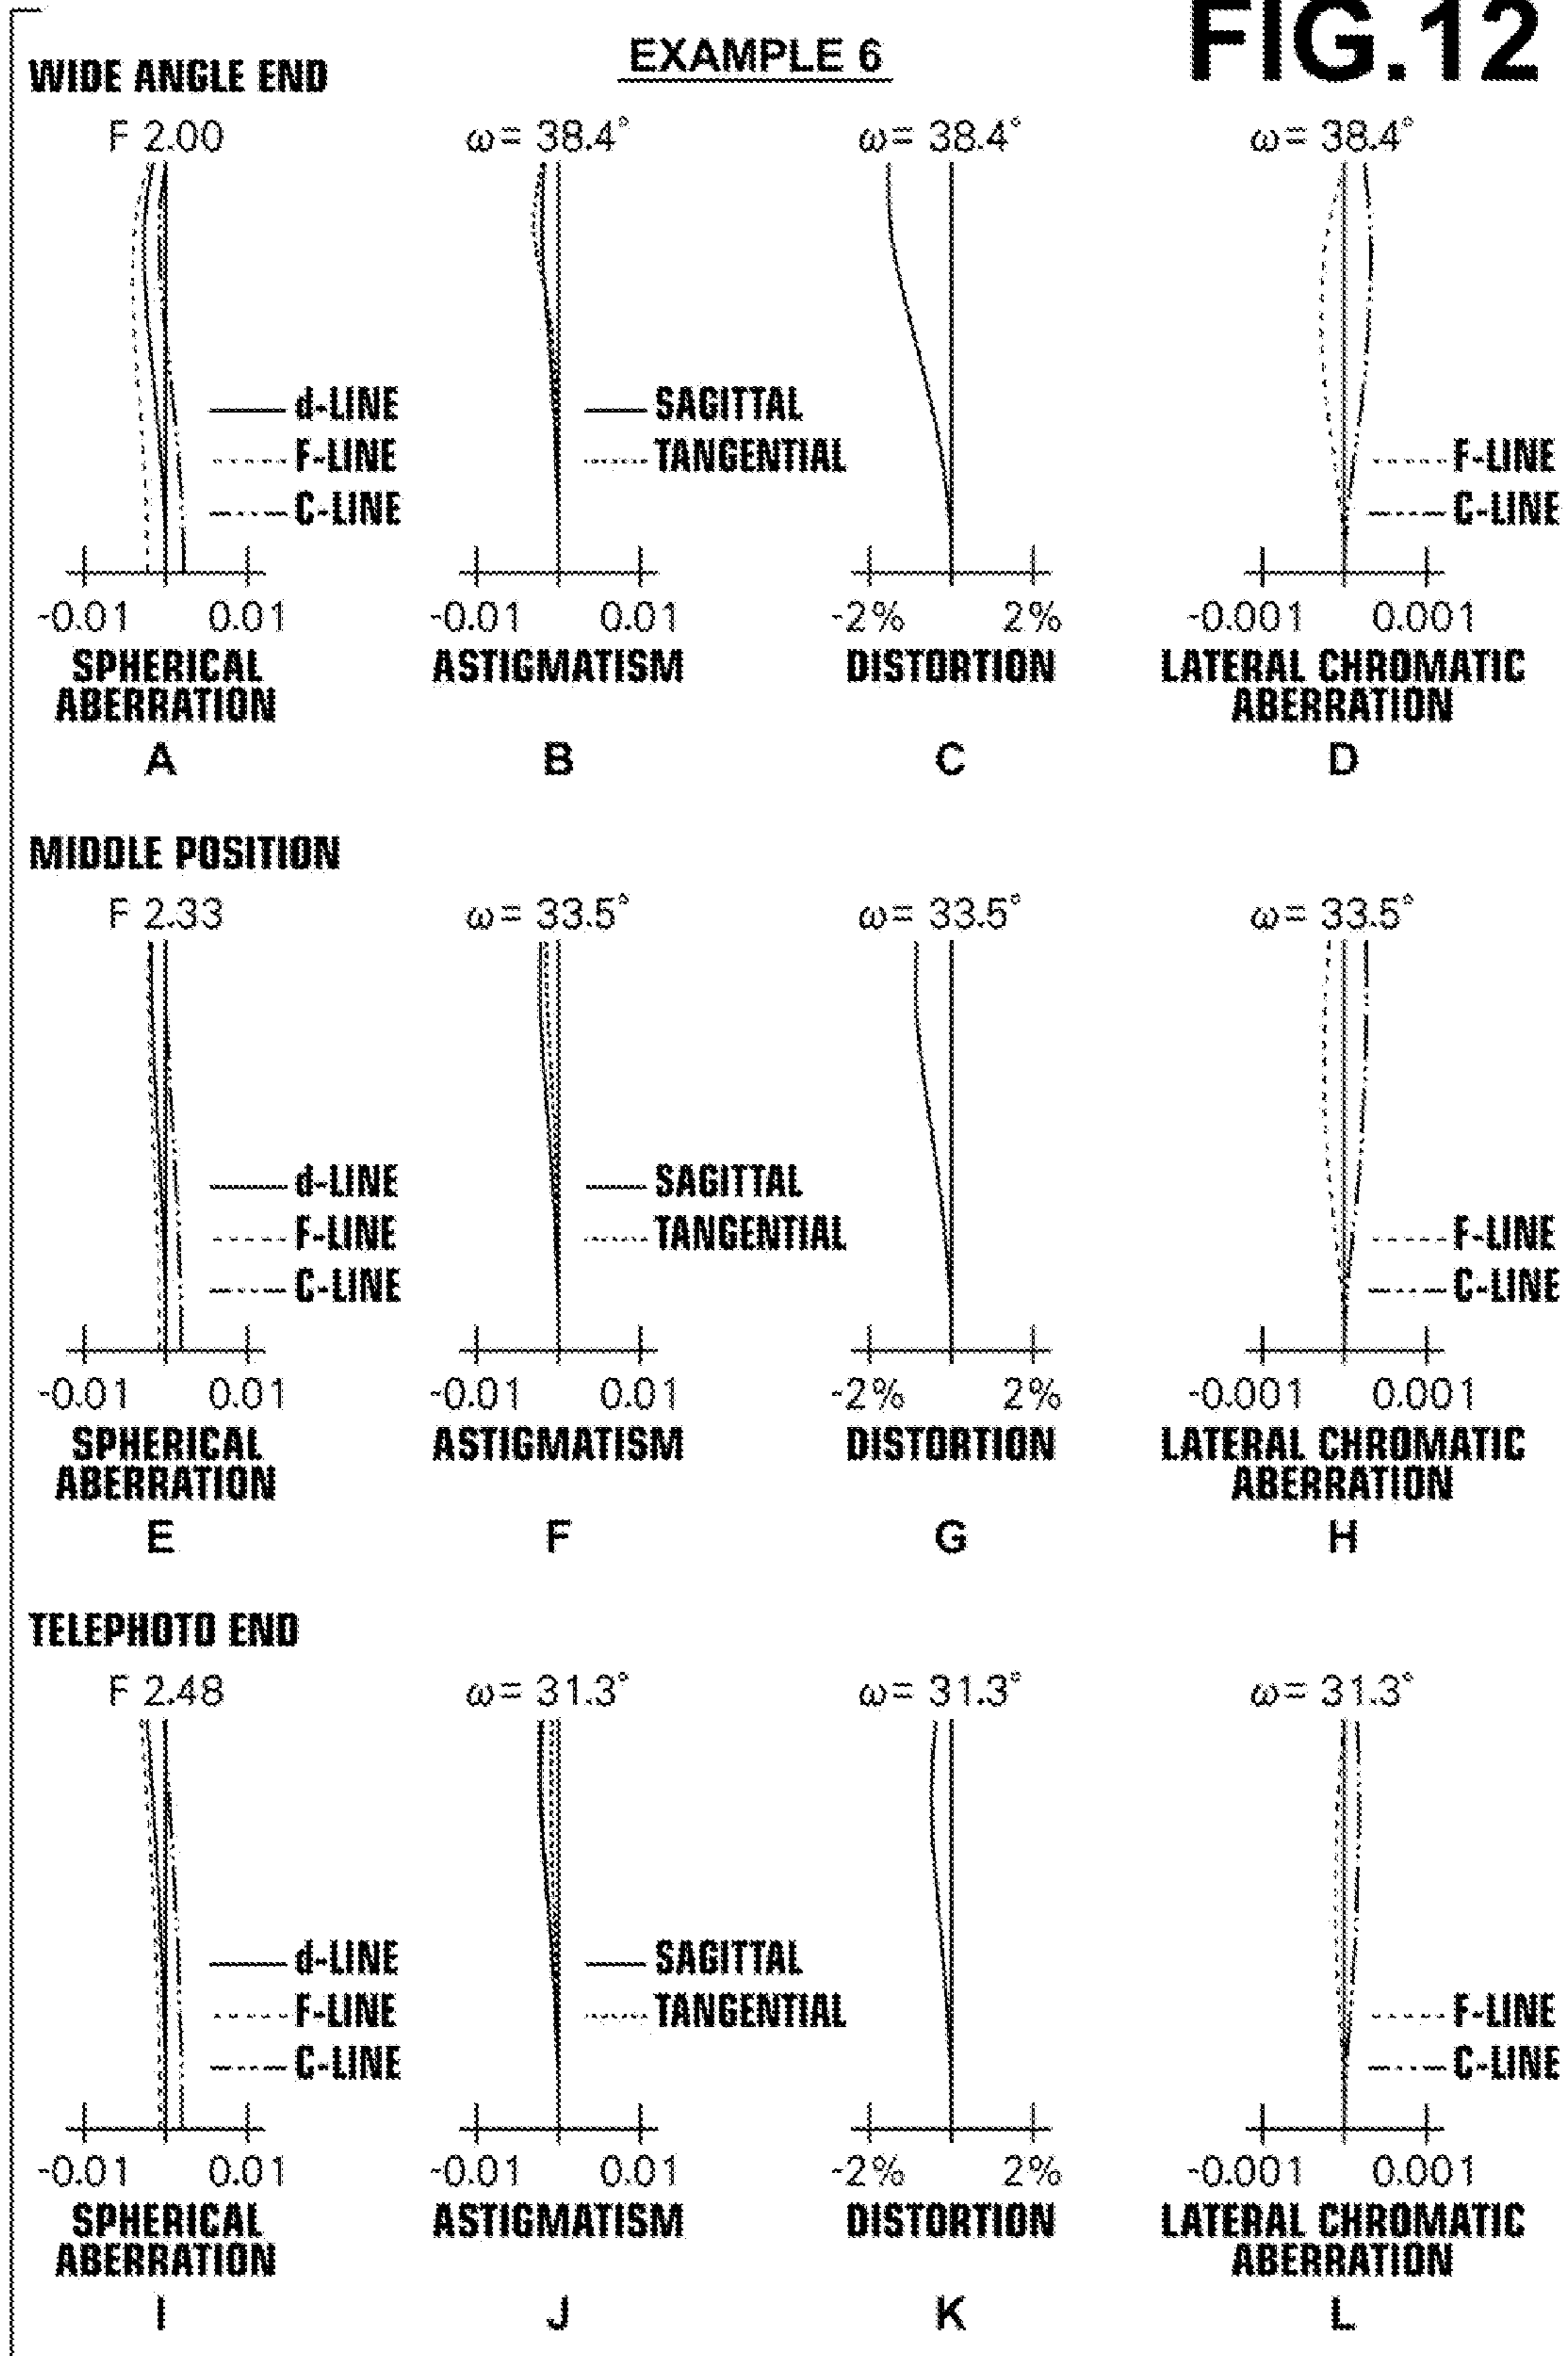 FIG.12
EXAMPLE 6
WIDE ANGLE END
F 2.00
ω= 38.4°
ω= 38.4°
ω= 38.4°
d-LINE
F-LINE
C-LINE
SAGITTAL
TANGENTIAL
F-LINE
C-LINE
-0.01 0.01
-0.01 0.01
-2% 2%
-0.001 0.001
SPHERICAL
ABERRATION
ASTIGMATISM
DISTORTION
LATERAL CHROMATIC
ABERRATION
A
B
C
D
MIDDLE POSITION
F 2.33
ω= 33.5°
ω= 33.5°
ω= 33.5°
d-LINE
F-LINE
C-LINE
SAGITTAL
TANGENTIAL
F-LINE
C-LINE
-0.01 0.01
-0.01 0.01
-2% 2%
-0.001 0.001
SPHERICAL
ABERRATION
ASTIGMATISM
DISTORTION
LATERAL CHROMATIC
ABERRATION
E
F
G
H
TELEPHOTO END
F 2.48
ω= 31.3°
ω= 31.3°
ω= 31.3°
d-LINE
F-LINE
C-LINE
SAGITTAL
TANGENTIAL
F-LINE
C-LINE
-0.01 0.01
-0.01 0.01
-2% 2%
-0.001 0.001
SPHERICAL
ABERRATION
ASTIGMATISM
DISTORTION
LATERAL CHROMATIC
ABERRATION
I
J
K
L